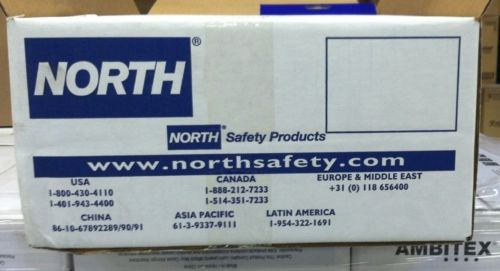 NORTH®
NORTH Safety Products
www.northsafety.com
USA
1-800-430-4110
1-401-943-4400
CANADA
1-888-212-7233
1-514-351-7233
EUROPE & MIDDLE EAST
+31 (0) 118 656400
CHINA
86-10-67892289/90/91
ASIA PACIFIC
61-3-9337-9111
LATIN AMERICA
1-954-322-1691
AMBITEX